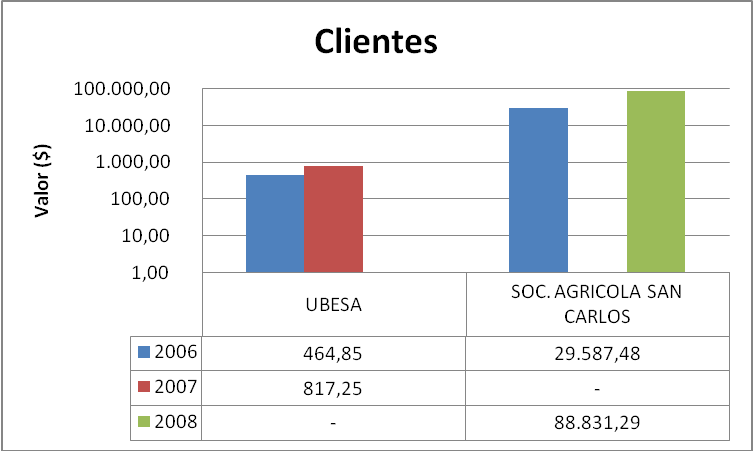 Clientes
Valor ($)
100.000,00
10.000,00
1.000,00
100,00
10,00
1,00
UBESA
SOC. AGRICOLA SAN
CARLOS
2006 464,85 29.587,48
2007 817,25 -
2008 - 88.831,29